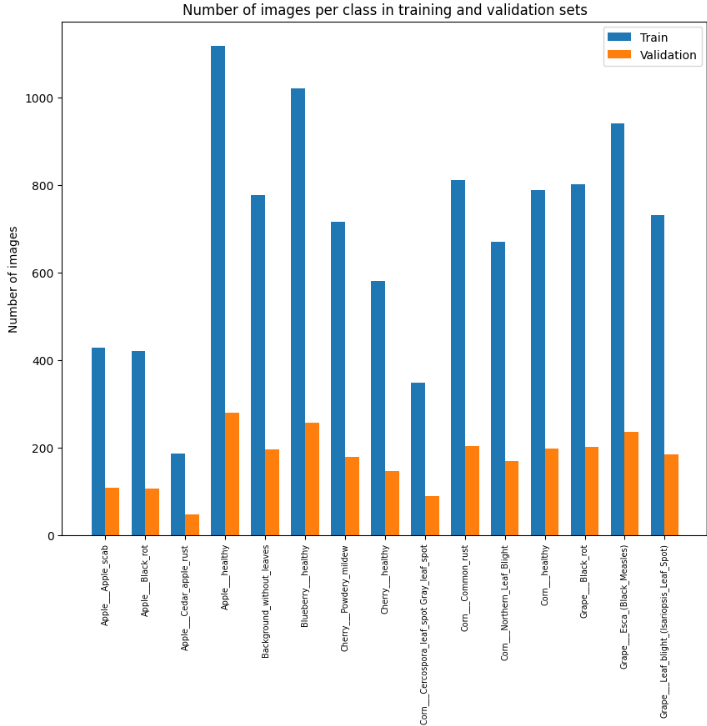 Number of images per class in training and validation sets
Train
Validation
Number of images
1000
800
600
400
200
0
Apple___Apple_scab
Apple___Black_rot
Apple___Cedar_apple_rust
Apple___healthy
Background_without_leaves
Blueberry___healthy
Cherry___Powdery_mildew
Cherry___healthy
Corn___Cercospora_leaf_spot Gray_leaf_spot
Corn___Common_rust
Corn___Northern_Leaf_Blight
Corn___healthy
Grape___Black_rot
Grape___Esca_(Black_Measles)
Grape___Leaf_blight_(Isariopsis_Leaf_Spot)